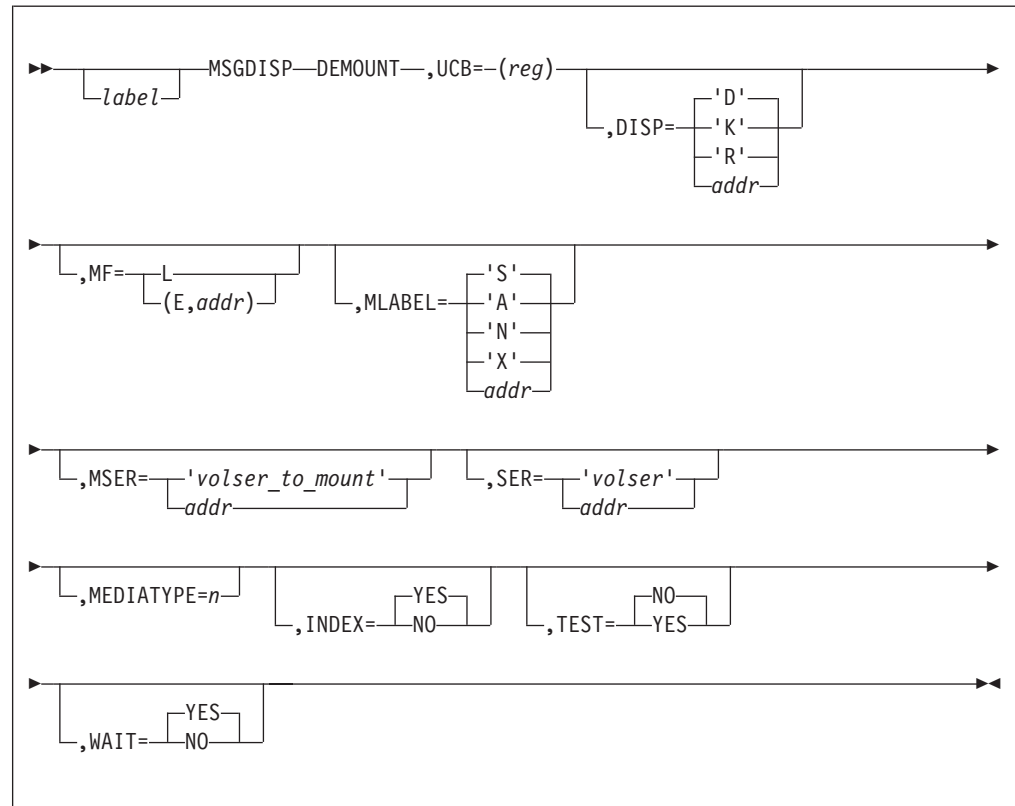 MSGDISP DEMOUNT ,UCB= (reg)
label
,DISP= 'D'
'K'
'R'
addr
,MF= L
(E,addr)
,MLABEL= 'S'
'A'
'N'
'X'
addr
,MSER= 'volser_to_mount'
addr
,SER= 'volser'
addr
,MEDIATYPE=n
,INDEX= YES
NO
,TEST= NO
YES
,WAIT= YES
NO